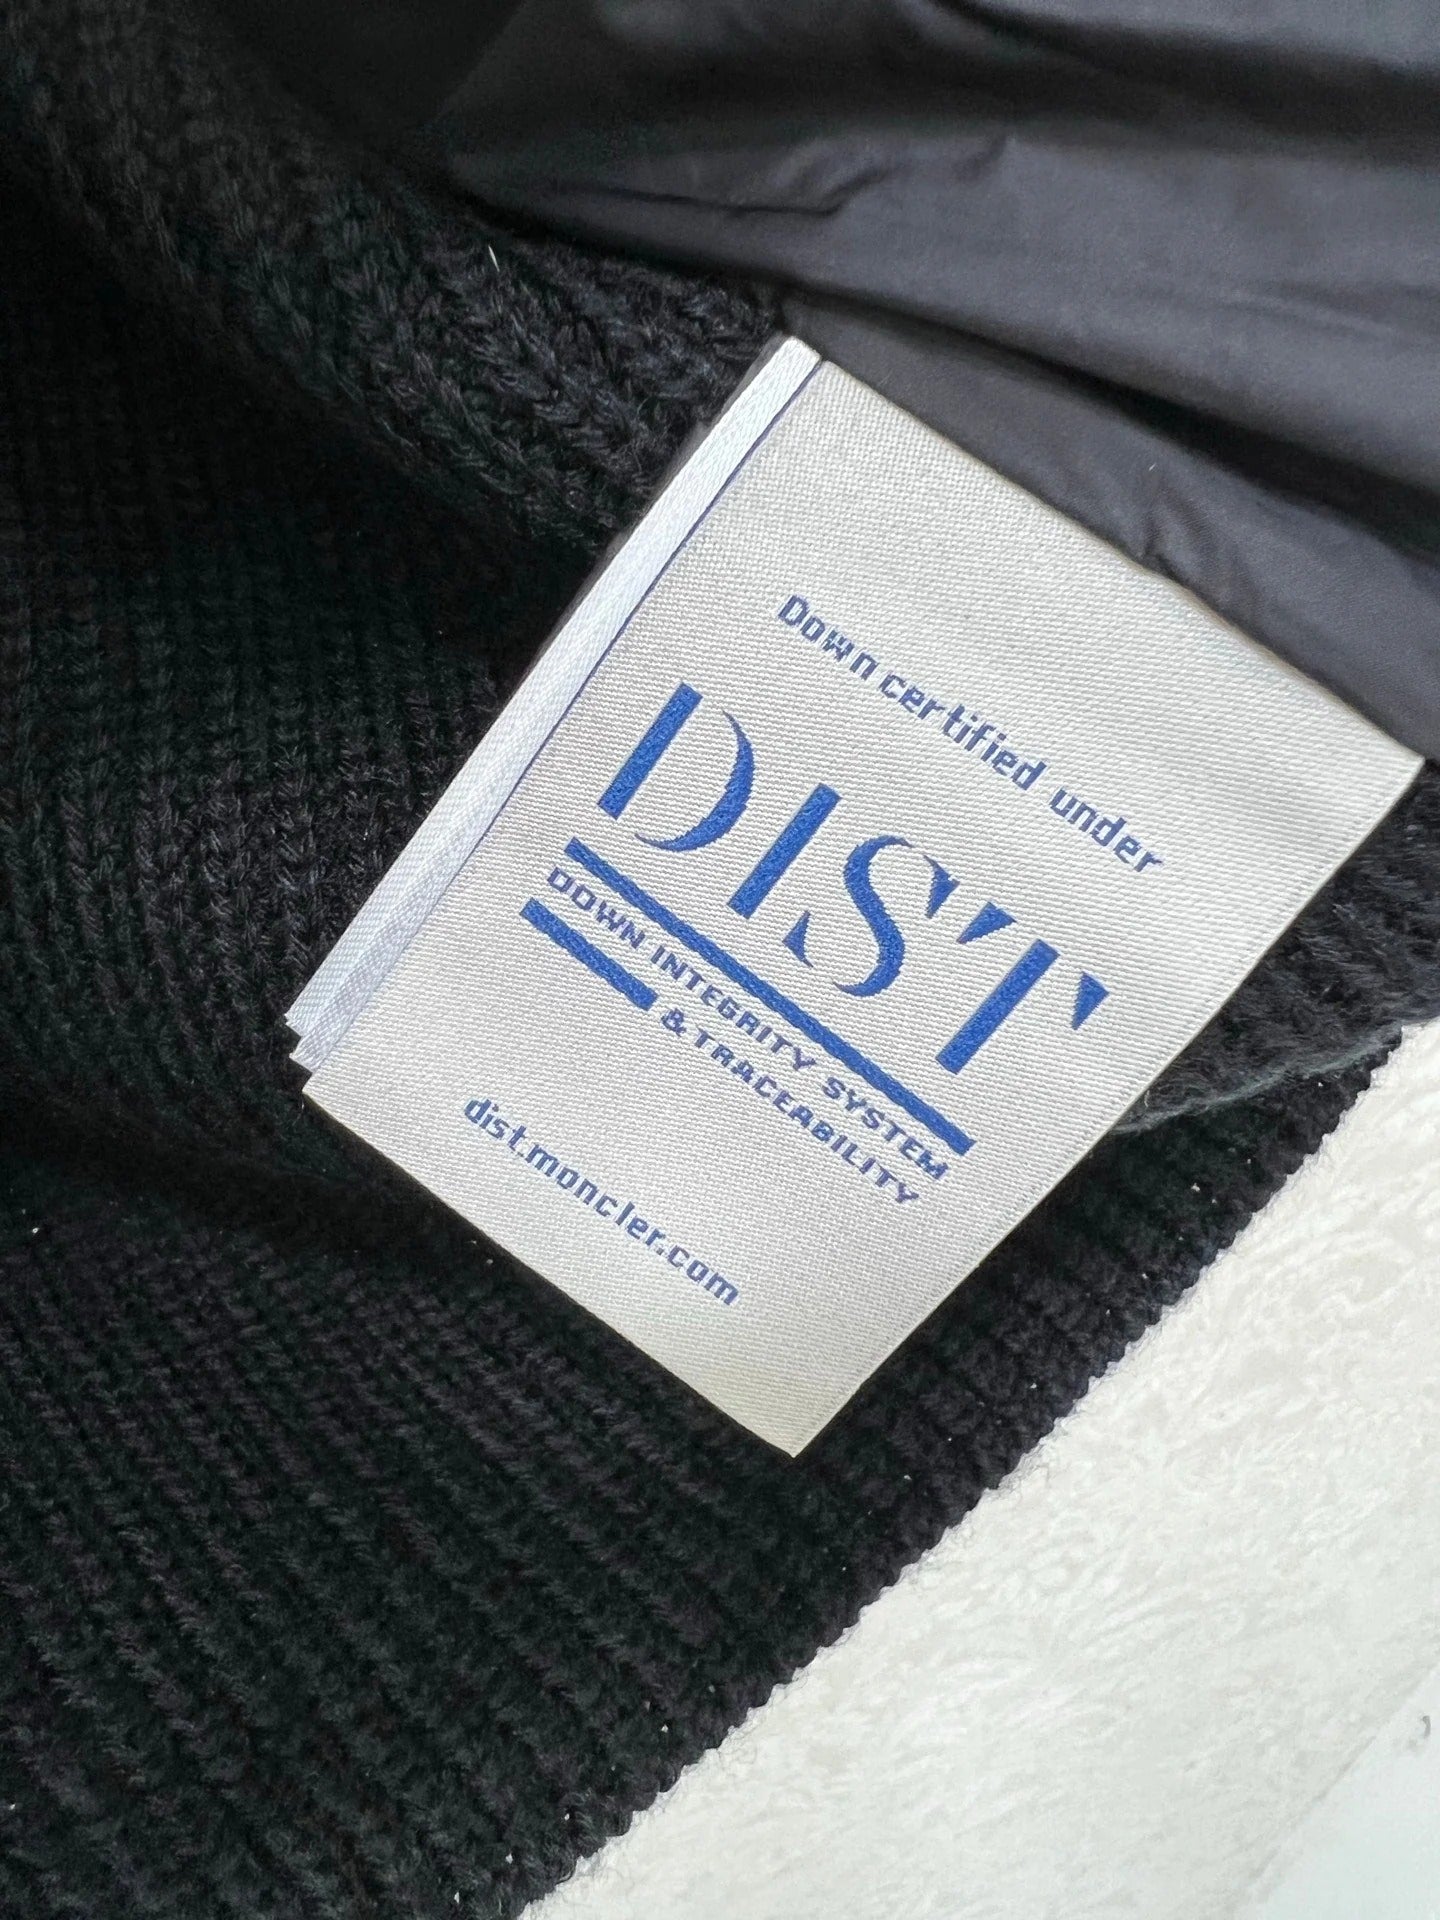 Down certified under
DIST
DOWN INTEGRITY SYSTEM
& TRACEABILITY
dist.moncler.com